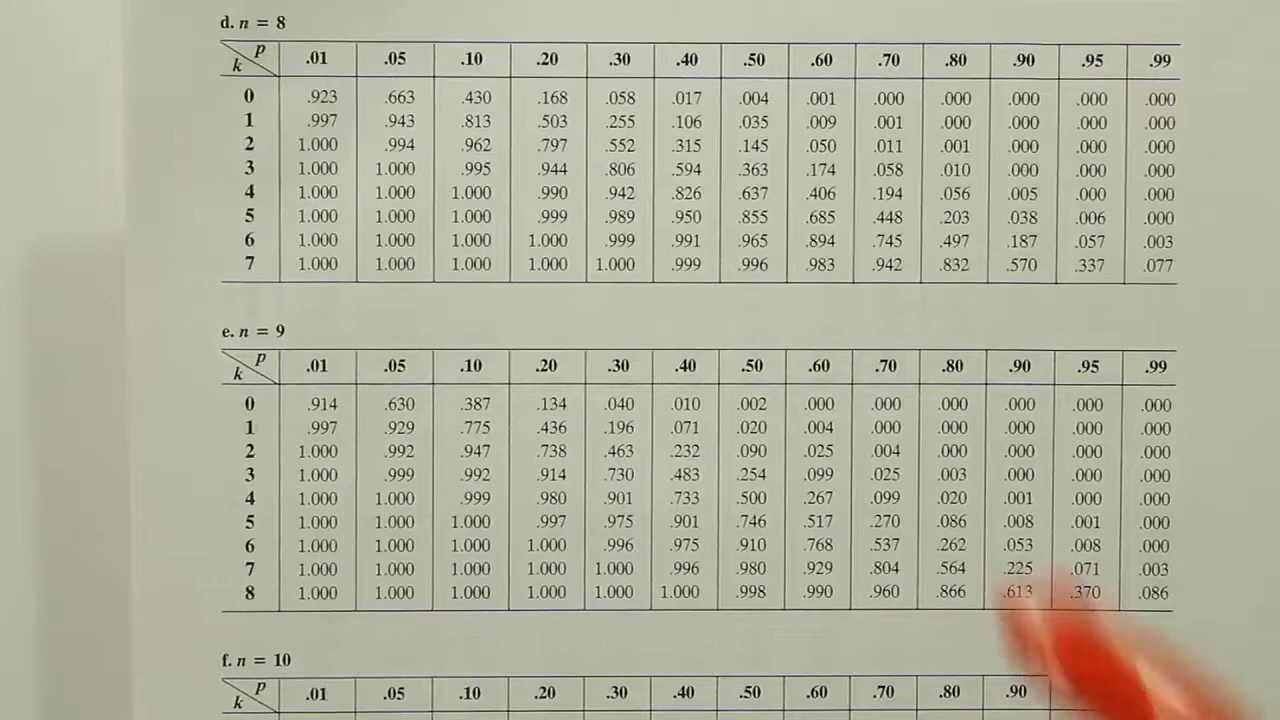 d. n = 8
p
k .01 .05 .10 .20 .30 .40 .50 .60 .70 .80 .90 .95 .99
0 .923 .663 .430 .168 .058 .017 .004 .001 .000 .000 .000 .000 .000
1 .997 .943 .813 .503 .255 .106 .035 .009 .001 .000 .000 .000 .000
2 1.000 .994 .962 .797 .552 .315 .145 .050 .011 .001 .000 .000 .000
3 1.000 1.000 .995 .944 .806 .594 .363 .174 .058 .010 .000 .000 .000
4 1.000 1.000 1.000 .990 .942 .826 .637 .406 .194 .056 .005 .000 .000
5 1.000 1.000 1.000 .999 .989 .950 .855 .685 .448 .203 .038 .006 .000
6 1.000 1.000 1.000 1.000 .999 .991 .965 .894 .745 .497 .187 .057 .003
7 1.000 1.000 1.000 1.000 1.000 .999 .996 .983 .942 .832 .570 .337 .077
e. n = 9
p
k .01 .05 .10 .20 .30 .40 .50 .60 .70 .80 .90 .95 .99
0 .914 .630 .387 .134 .040 .010 .002 .000 .000 .000 .000 .000 .000
1 .997 .929 .775 .436 .196 .071 .020 .004 .000 .000 .000 .000 .000
2 1.000 .992 .947 .738 .463 .232 .090 .025 .004 .000 .000 .000 .000
3 1.000 .999 .992 .914 .730 .483 .254 .099 .025 .003 .000 .000 .000
4 1.000 1.000 .999 .980 .901 .733 .500 .267 .099 .020 .001 .000 .000
5 1.000 1.000 1.000 .997 .975 .901 .746 .517 .270 .086 .008 .001 .000
6 1.000 1.000 1.000 1.000 .996 .975 .910 .768 .537 .262 .053 .008 .000
7 1.000 1.000 1.000 1.000 1.000 .996 .980 .929 .804 .564 .225 .071 .003
8 1.000 1.000 1.000 1.000 1.000 1.000 .998 .990 .960 .866 .613 .370 .086
f. n = 10
p
k .01 .05 .10 .20 .30 .40 .50 .60 .70 .80 .90